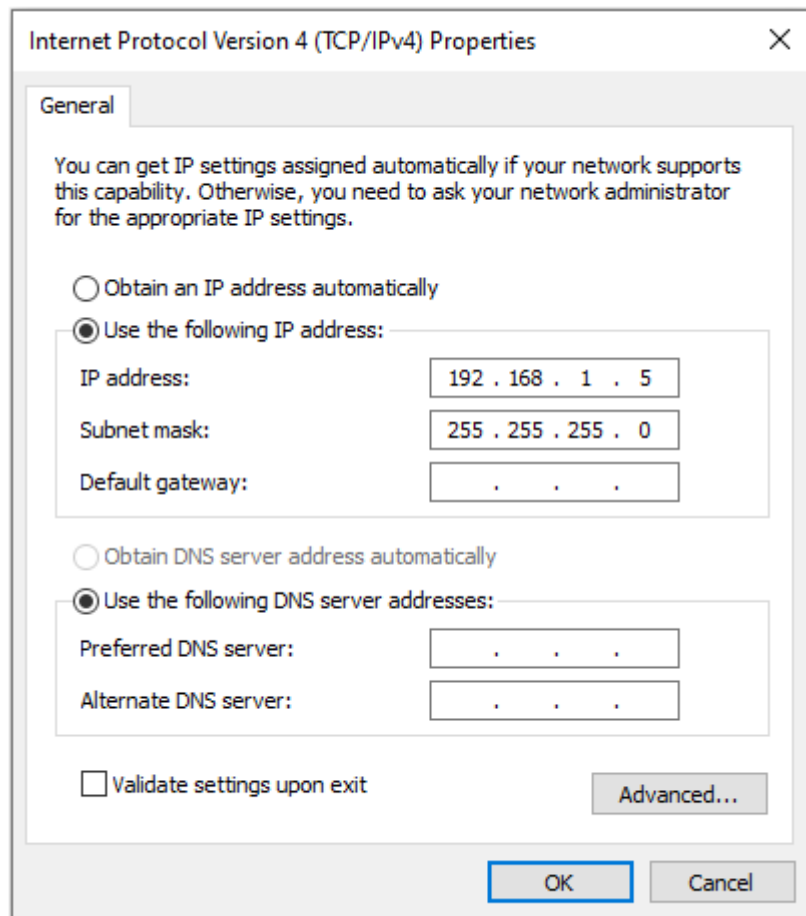 Internet Protocol Version 4 (TCP/IPv4) Properties
General
You can get IP settings assigned automatically if your network supports
this capability. Otherwise, you need to ask your network administrator
for the appropriate IP settings.
Obtain an IP address automatically
Use the following IP address:
IP address: 192 . 168 . 1 . 5
Subnet mask: 255 . 255 . 255 . 0
Default gateway: . . .
Obtain DNS server address automatically
Use the following DNS server addresses:
Preferred DNS server: . . .
Alternate DNS server: . . .
Validate settings upon exit
Advanced...
OK Cancel